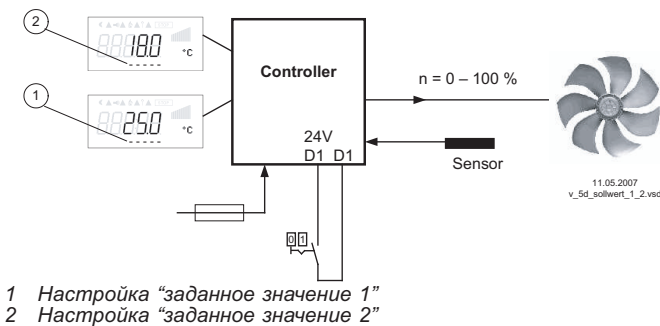 2
18.0
°C
1
25.0
°C
Controller
24V
D1 D1
n = 0 – 100 %
Sensor
11.05.2007
v_5d_sollwert_1_2.vsd
0 1
1 Настройка “заданное значение 1”
2 Настройка “заданное значение 2”